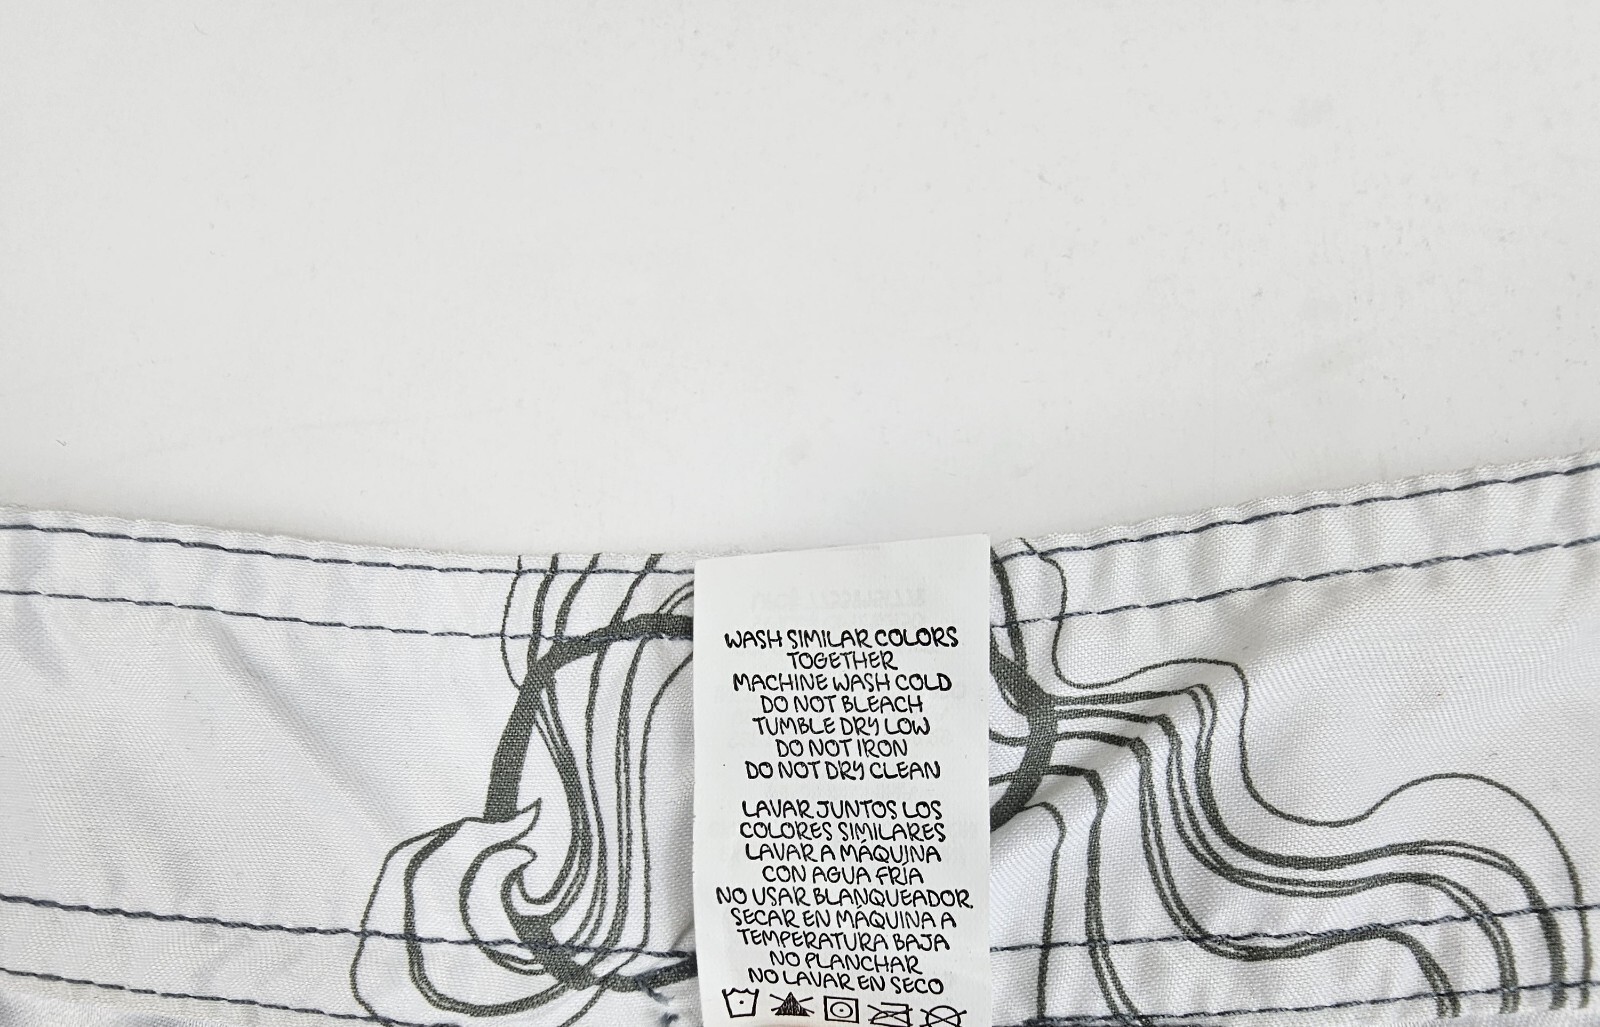 WASH SIMILAR COLORS
TOGETHER
MACHINE WASH COLD
DO NOT BLEACH
TUMBLE DRY LOW
DO NOT IRON
DO NOT DRY CLEAN
LAVAR JUNTOS LOS
COLORES SIMILARES
LAVAR A MÁQUINA
CON AGUA FRÍA
NO USAR BLANQUEADOR.
SECAR EN MÁQUINA A
TEMPERATURA BAJA
NO PLANCHAR
NO LAVAR EN SECO